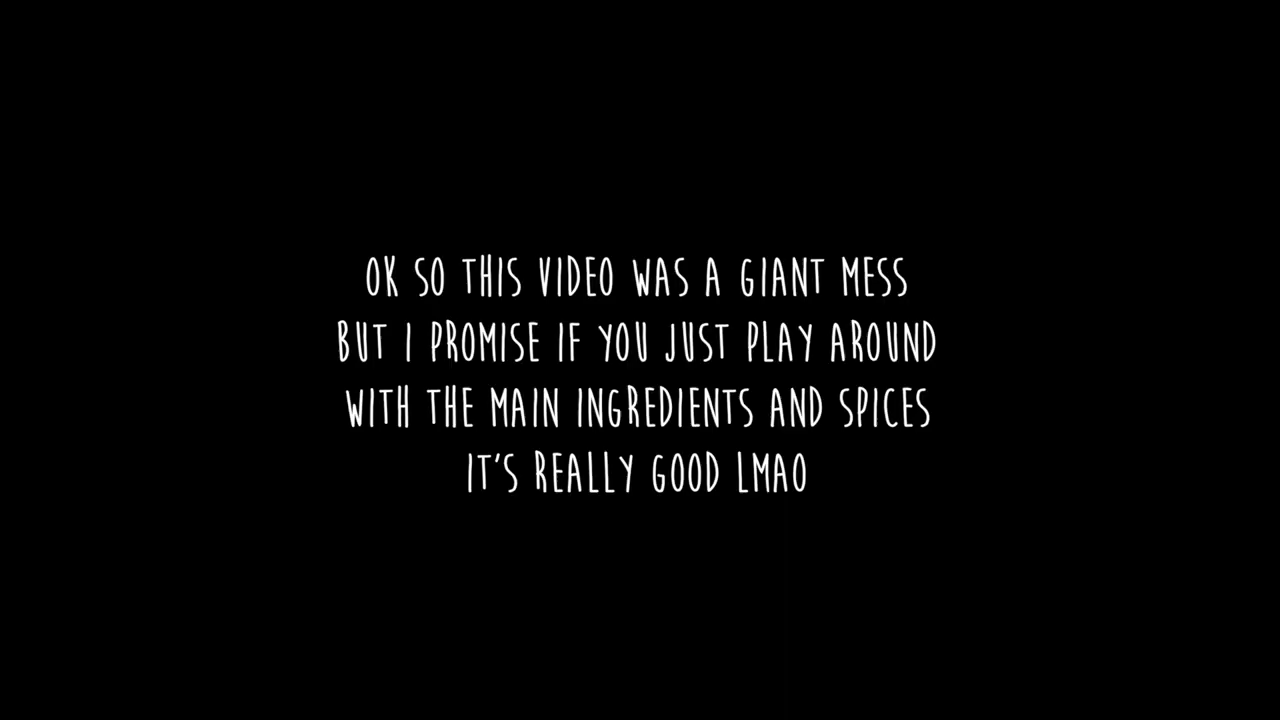 OK SO THIS VIDEO WAS A GIANT MESS
BUT I PROMISE IF YOU JUST PLAY AROUND
WITH THE MAIN INGREDIENTS AND SPICES
IT'S REALLY GOOD LMAO